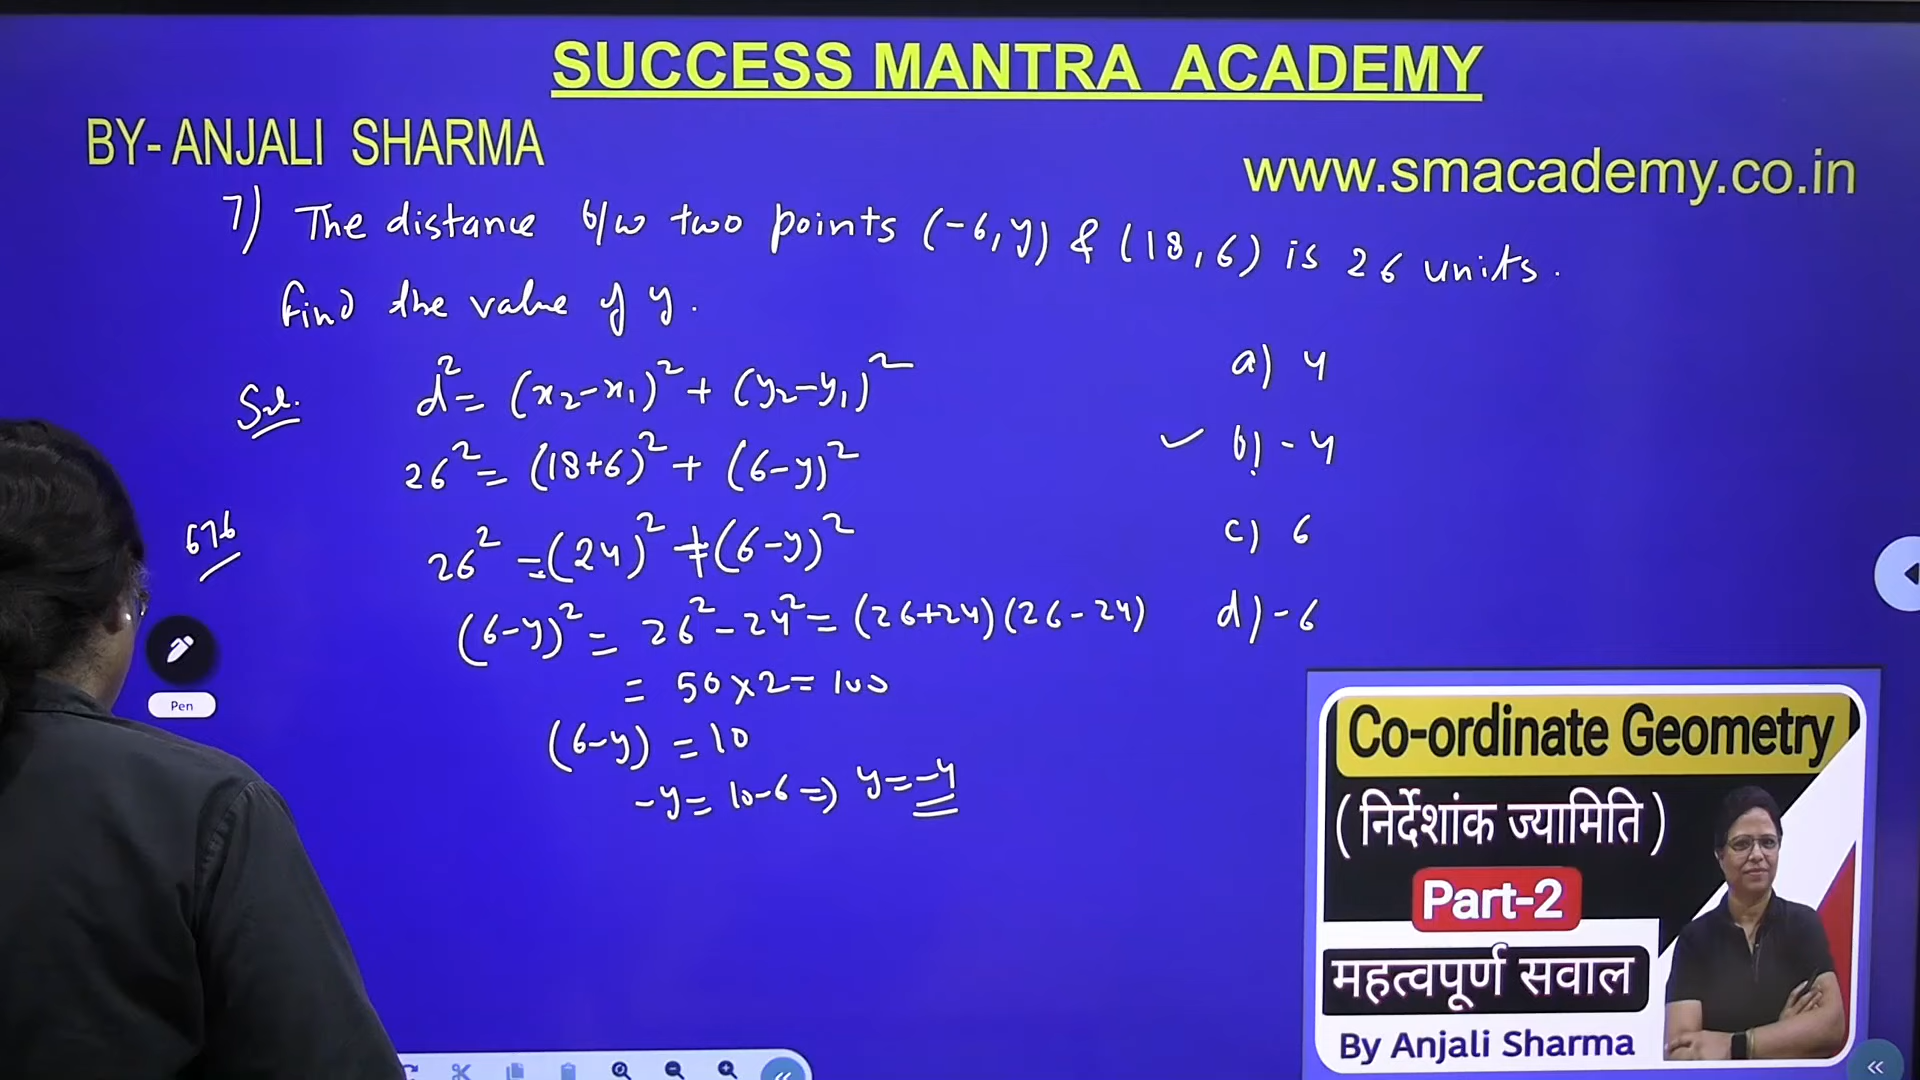 SUCCESS MANTRA ACADEMY
BY- ANJALI SHARMA
www.smacademy.co.in
7) The distance b/w two points (-6, y) & (18, 6) is 26 units.
find the value of y.
Sol.
d² = (x₂-x₁)² + (y₂-y₁)²
26² = (18+6)² + (6-y)²
676
26² = (24)² + (6-y)²
(6-y)² = 26² - 24² = (26+24)(26-24)
= 50 x 2 = 100
(6-y) = 10
-y = 10-6 => y = -4
a) 4
✓ b) -4
c) 6
d) -6
Pen
Co-ordinate Geometry
( निर्देशांक ज्यामिति )
Part-2
महत्वपूर्ण सवाल
By Anjali Sharma